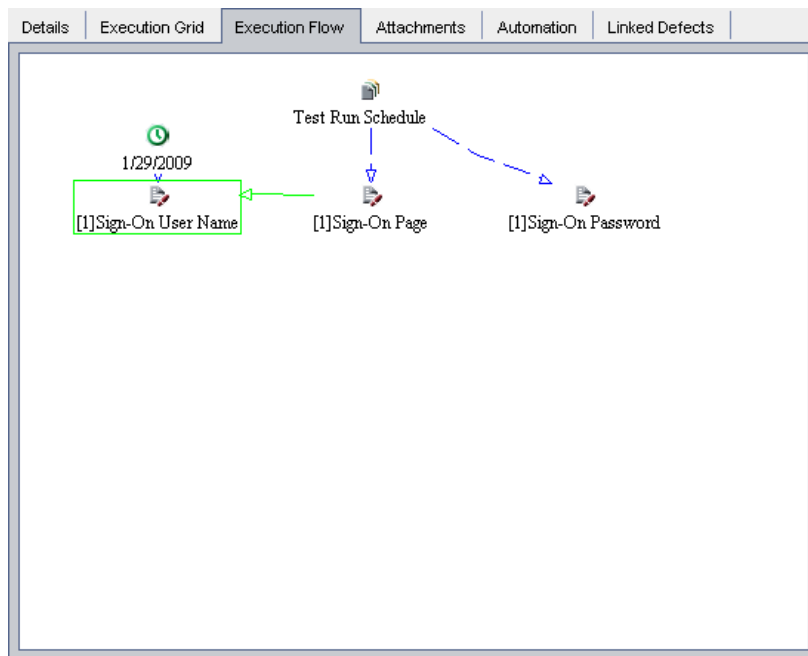 Details Execution Grid Execution Flow Attachments Automation Linked Defects
Test Run Schedule
1/29/2009
[1]Sign-On User Name [1]Sign-On Page [1]Sign-On Password